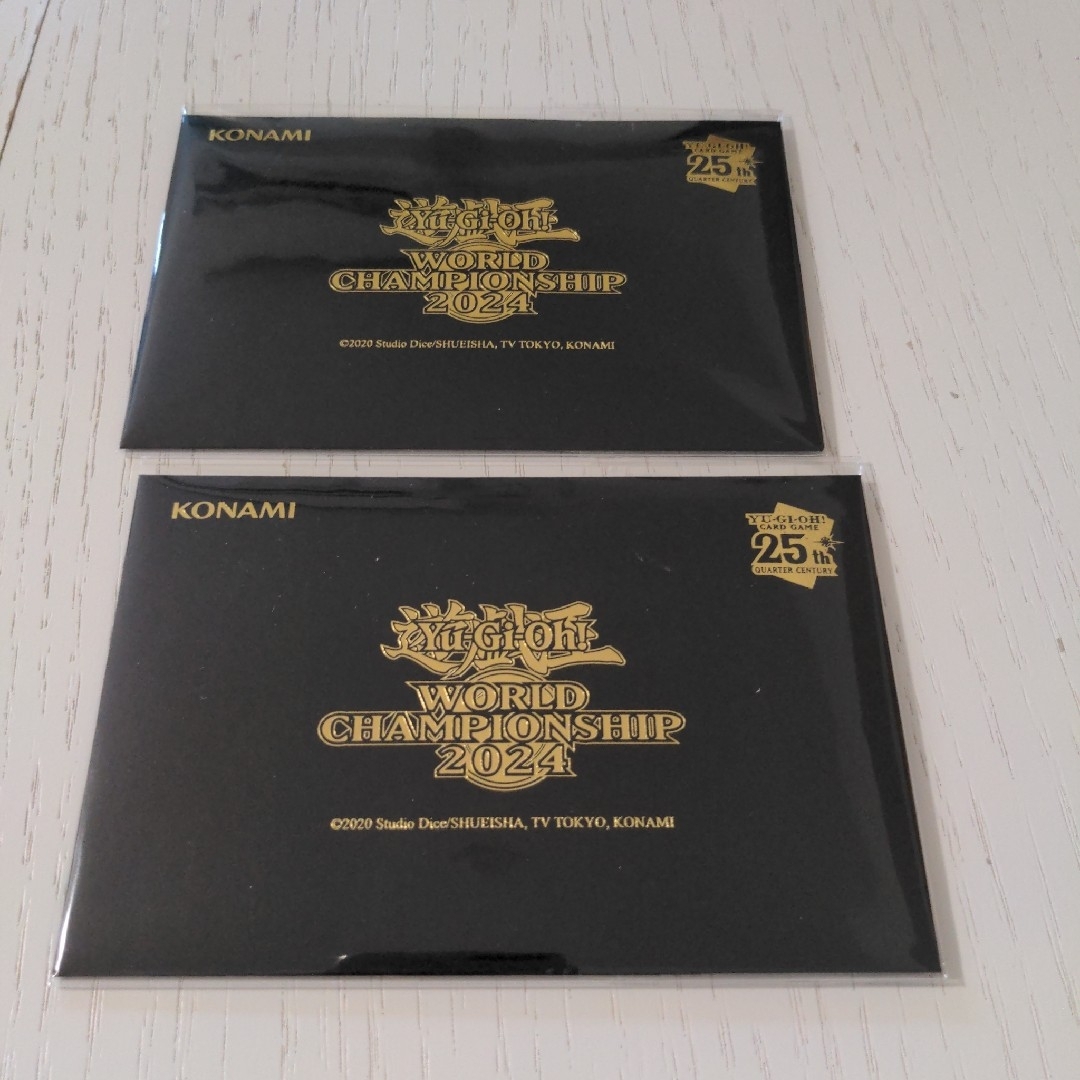 KONAMI
YU-GI-OH!
CARD GAME
25th
QUARTER CENTURY
遊戯王
Yu-Gi-Oh!
WORLD
CHAMPIONSHIP
2024
©2020 Studio Dice/SHUEISHA, TV TOKYO, KONAMI
KONAMI
YU-GI-OH!
CARD GAME
25th
QUARTER CENTURY
遊戯王
Yu-Gi-Oh!
WORLD
CHAMPIONSHIP
2024
©2020 Studio Dice/SHUEISHA, TV TOKYO, KONAMI